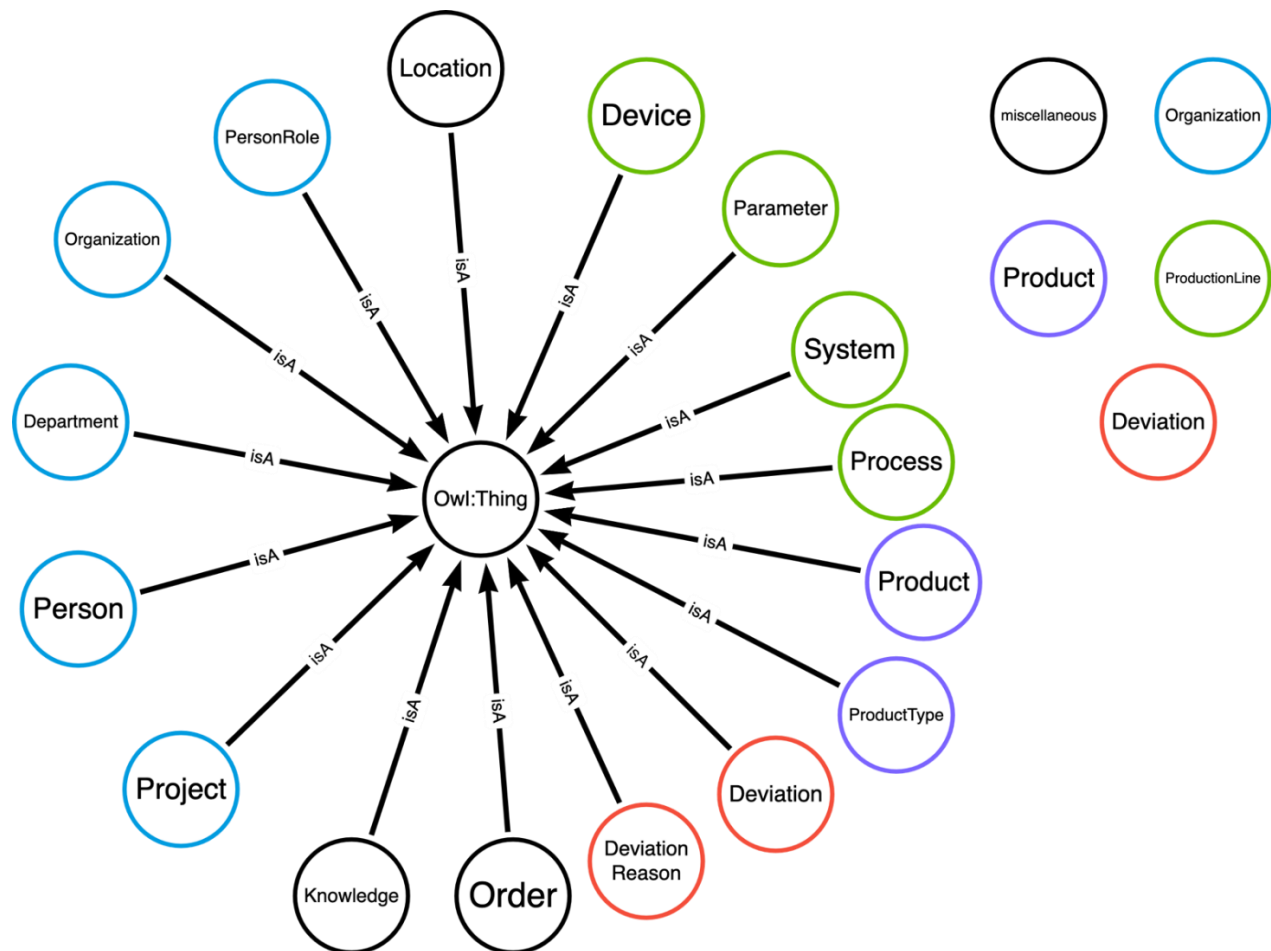 Location
Device
miscellaneous
Organization
PersonRole
Parameter
Organization
isA
isA
isA
Product
ProductionLine
isA
isA
System
isA
isA
Department
isA
Deviation
Process
isA
Owl:Thing
isA
isA
Person
Product
isA
isA
isA
ProductType
isA
isA
isA
Project
Deviation
Deviation
Reason
Knowledge
Order